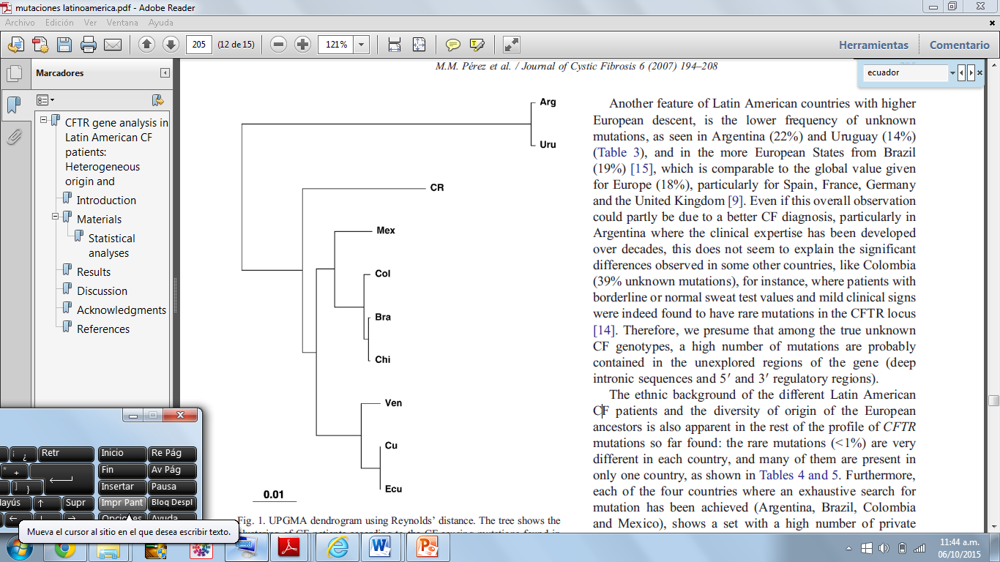 mutaciones latinoamerica.pdf - Adobe Reader
Archivo Edición Ver Ventana Ayuda
205 (12 de 15) 121% Herramientas Comentario
Marcadores
CFTR gene analysis in
Latin American CF
patients:
Heterogeneous
origin and
Introduction
Materials
Statistical
analyses
Results
Discussion
Acknowledgments
References
M.M. Pérez et al. / Journal of Cystic Fibrosis 6 (2007) 194–208
ecuador
Arg
Uru
CR
Mex
Col
Bra
Chi
Ven
Cu
Ecu
0.01
Fig. 1. UPGMA dendrogram using Reynolds' distance. The tree shows the
Another feature of Latin American countries with higher
European descent, is the lower frequency of unknown
mutations, as seen in Argentina (22%) and Uruguay (14%)
(Table 3), and in the more European States from Brazil
(19%) [15], which is comparable to the global value given
for Europe (18%), particularly for Spain, France, Germany
and the United Kingdom [9]. Even if this overall observation
could partly be due to a better CF diagnosis, particularly in
Argentina where the clinical expertise has been developed
over decades, this does not seem to explain the significant
differences observed in some other countries, like Colombia
(39% unknown mutations), for instance, where patients with
borderline or normal sweat test values and mild clinical signs
were indeed found to have rare mutations in the CFTR locus
[14]. Therefore, we presume that among the true unknown
CF genotypes, a high number of mutations are probably
contained in the unexplored regions of the gene (deep
intronic sequences and 5′ and 3′ regulatory regions).
The ethnic background of the different Latin American
CF patients and the diversity of origin of the European
ancestors is also apparent in the rest of the profile of CFTR
mutations so far found: the rare mutations (<1%) are very
different in each country, and many of them are present in
only one country, as shown in Tables 4 and 5. Furthermore,
each of the four countries where an exhaustive search for
mutation has been achieved (Argentina, Brazil, Colombia
and Mexico), shows a set with a high number of private
¡ ¿ Retr Inicio Re Pág
* + Fin Av Pág
] } Insertar Pausa
ayús ↑ Supr Impr Pant Bloq Despl
← ↓ → Opciones Ayuda
Mueva el cursor al sitio en el que desea escribir texto.
11:44 a.m.
06/10/2015